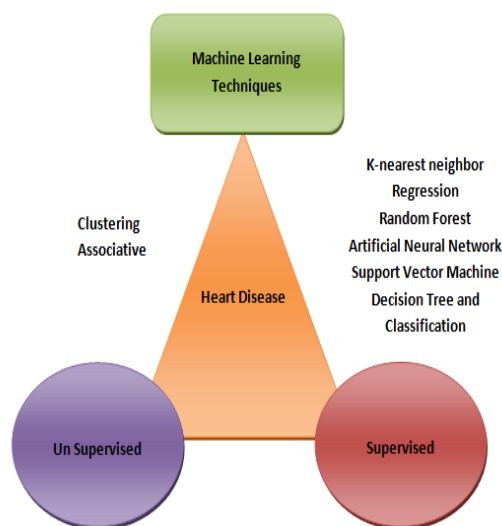 Machine Learning
Techniques
K-nearest neighbor
Regression
Random Forest
Artificial Neural Network
Support Vector Machine
Decision Tree and
Classification
Clustering
Associative
Heart Disease
Un Supervised
Supervised